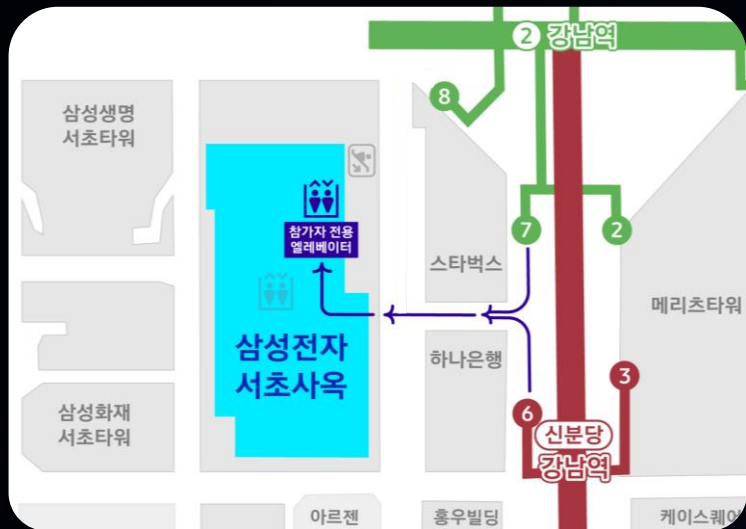 2 강남역
8
삼성생명
서초타워
참가자 전용
엘레베이터
7
2
스타벅스
메리츠타워
삼성전자
서초사옥
하나은행
3
6
삼성화재
서초타워
신분당
강남역
아르젠
홍우빌딩
케이스퀘어